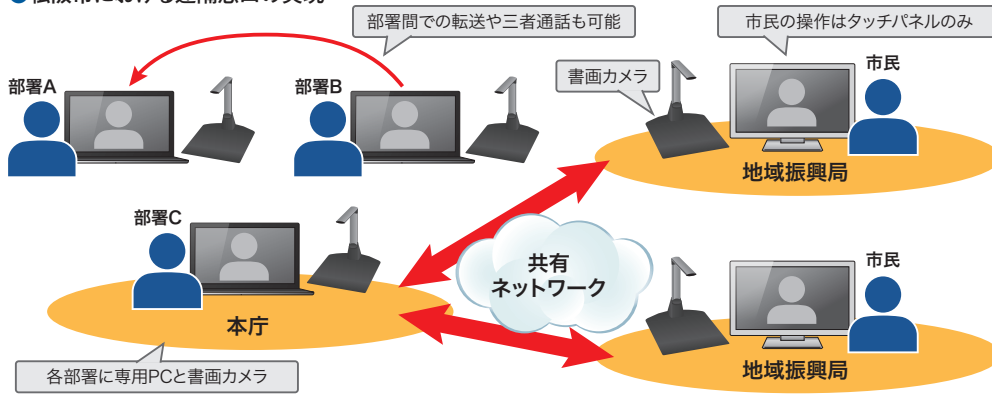 部署間での転送や三者通話も可能
市民の操作はタッチパネルのみ
部署A
部署B
書画カメラ
市民
地域振興局
部署C
共有
ネットワーク
市民
本庁
地域振興局
各部署に専用PCと書画カメラ